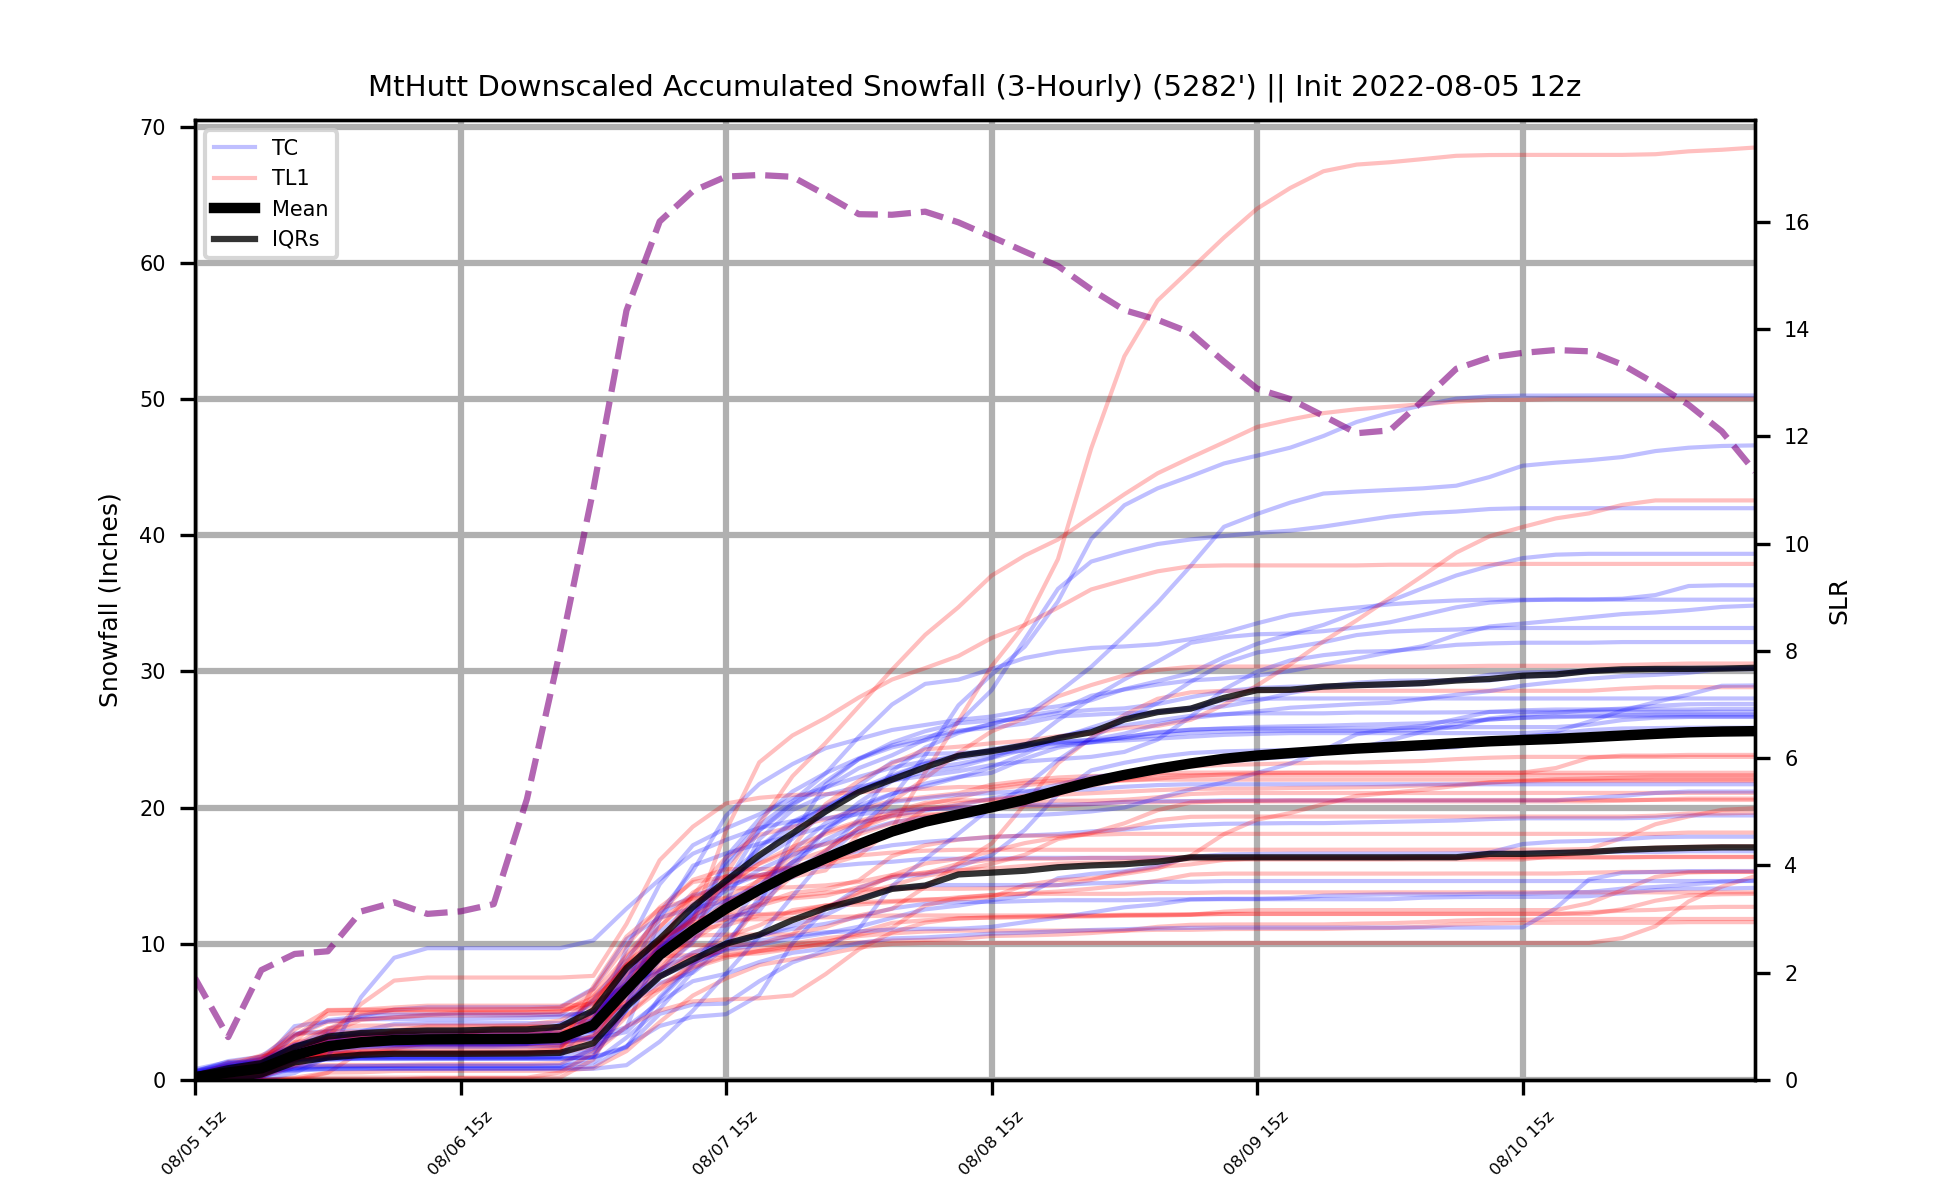 MtHutt Downscaled Accumulated Snowfall (3-Hourly) (5282') || Init 2022-08-05 12z
TC
TL1
Mean
IQRs
Snowfall (Inches)
70
60
50
40
30
20
10
0
SLR
16
14
12
10
8
6
4
2
0
08/05 15z
08/06 15z
08/07 15z
08/08 15z
08/09 15z
08/10 15z